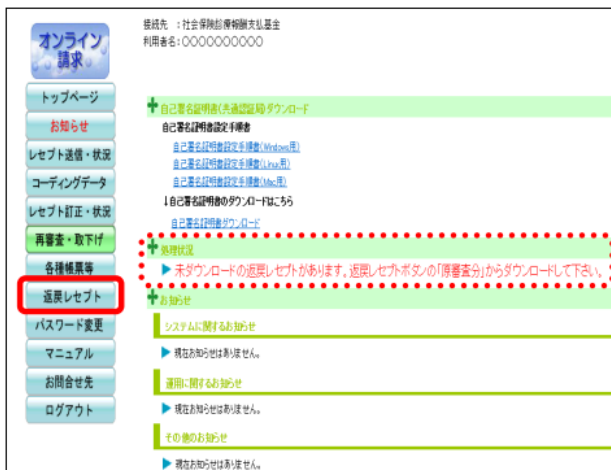 接続先　：社会保険診療報酬支払基金
利用者名：〇〇〇〇〇〇〇〇〇〇
オンライン
請求
トップページ
お知らせ
レセプト送信・状況
コーディングデータ
レセプト訂正・状況
再審査・取下げ
各種帳票等
返戻レセプト
パスワード変更
マニュアル
お問合せ先
ログアウト
自己署名証明書(共通認証局)ダウンロード
自己署名証明書設定手順書
自己署名証明書設定手順書(Windows用)
自己署名証明書設定手順書(Linux用)
自己署名証明書設定手順書(Mac用)
↓自己署名証明書のダウンロードはこちら
自己署名証明書ダウンロード
処理状況
未ダウンロードの返戻レセプトがあります。返戻レセプトボタンの「原審査分」からダウンロードして下さい。
お知らせ
システムに関するお知らせ
現在お知らせはありません。
運用に関するお知らせ
現在お知らせはありません。
その他のお知らせ
現在お知らせはありません。